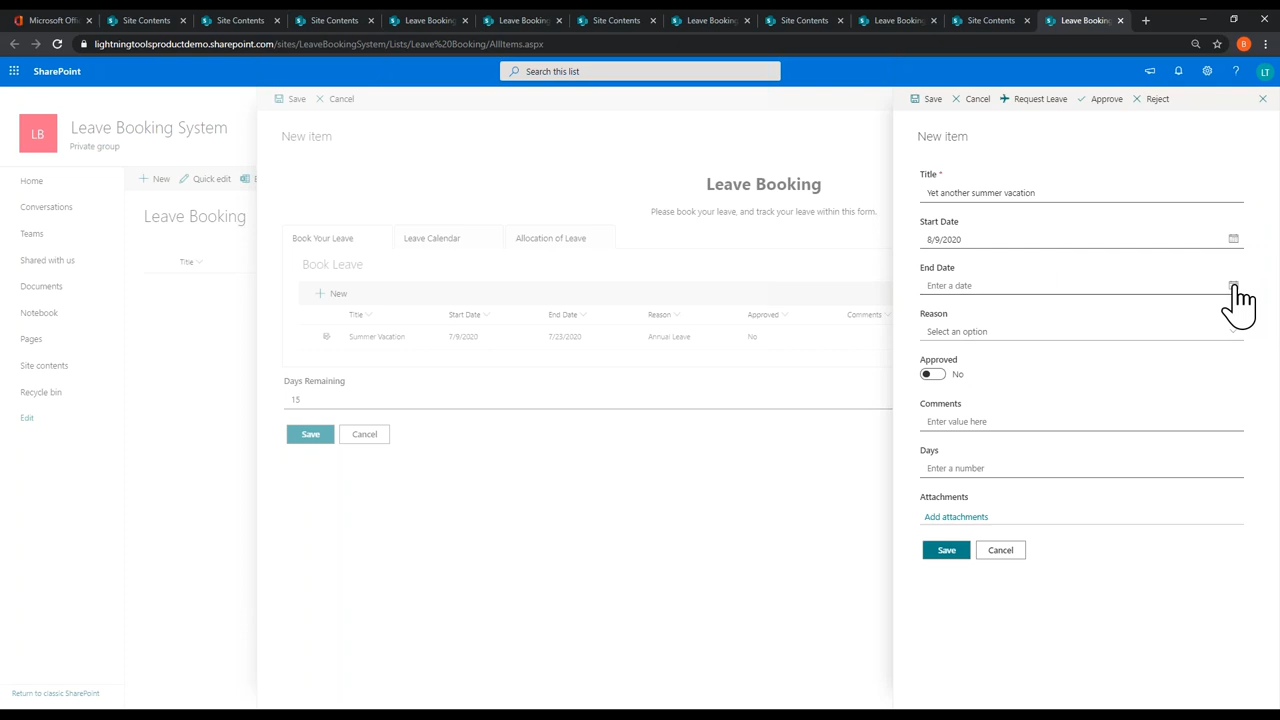 Microsoft Offi
Site Contents
Site Contents
Site Contents
Leave Booking
Leave Booking
Site Contents
Leave Booking
Site Contents
Leave Booking
Site Contents
Leave Booking
lightningtoolsproductdemo.sharepoint.com/sites/LeaveBookingSystem/Lists/Leave%20Booking/AllItems.aspx
B
SharePoint
Search this list
?
LT
LB
Leave Booking System
Private group
Home
Conversations
Teams
Shared with us
Documents
Notebook
Pages
Site contents
Recycle bin
Edit
Return to classic SharePoint
New
Quick edit
Leave Booking
Title
Save
Cancel
New item
Leave Booking
Please book your leave, and track your leave within this form.
Book Your Leave
Leave Calendar
Allocation of Leave
Book Leave
New
Title
Start Date
End Date
Reason
Approved
Comments
Summer Vacation
7/9/2020
7/23/2020
Annual Leave
No
Days Remaining
15
Save
Cancel
Save
Cancel
Request Leave
Approve
Reject
New item
Title *
Yet another summer vacation
Start Date
8/9/2020
End Date
Enter a date
Reason
Select an option
Approved
No
Comments
Enter value here
Days
Enter a number
Attachments
Add attachments
Save
Cancel